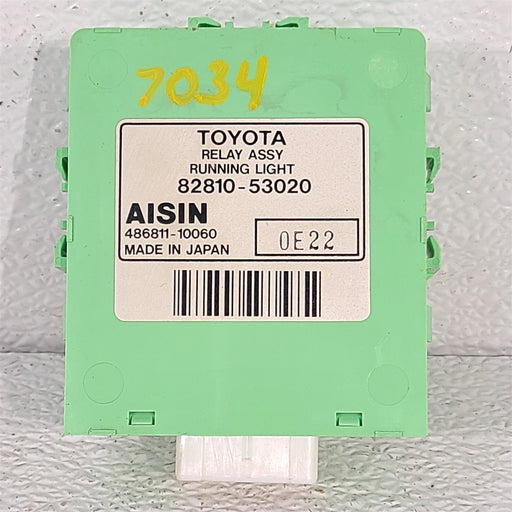 7034
TOYOTA
RELAY ASSY
RUNNING LIGHT
82810-53020
AISIN
486811-10060
MADE IN JAPAN
0E22